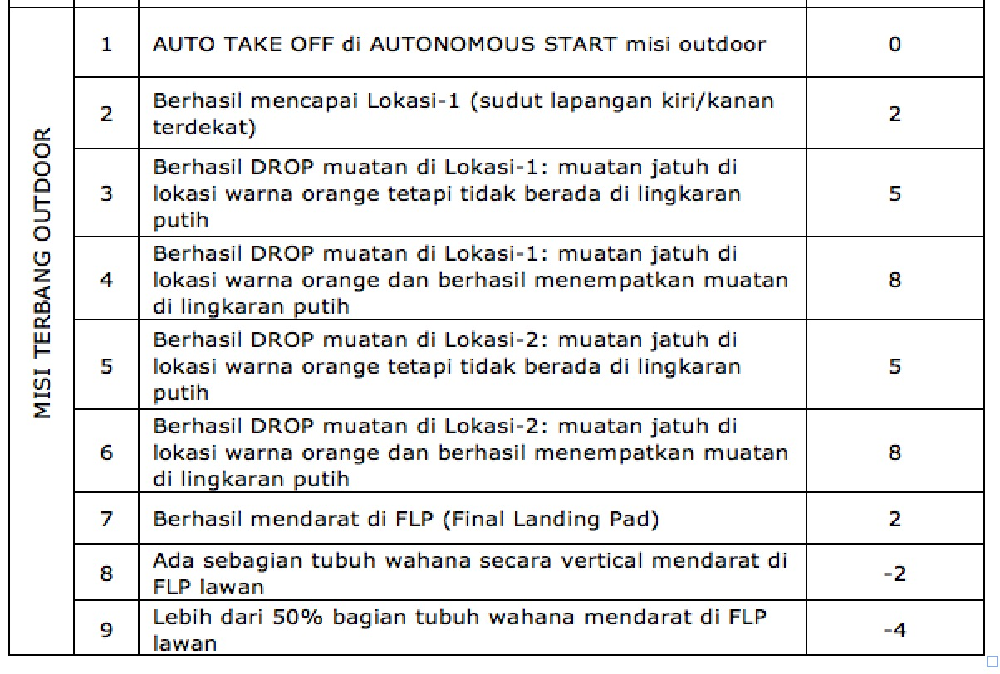 MISI TERBANG OUTDOOR
1 AUTO TAKE OFF di AUTONOMOUS START misi outdoor 0
2 Berhasil mencapai Lokasi-1 (sudut lapangan kiri/kanan
terdekat) 2
3 Berhasil DROP muatan di Lokasi-1: muatan jatuh di
lokasi warna orange tetapi tidak berada di lingkaran
putih 5
4 Berhasil DROP muatan di Lokasi-1: muatan jatuh di
lokasi warna orange dan berhasil menempatkan muatan
di lingkaran putih 8
5 Berhasil DROP muatan di Lokasi-2: muatan jatuh di
lokasi warna orange tetapi tidak berada di lingkaran
putih 5
6 Berhasil DROP muatan di Lokasi-2: muatan jatuh di
lokasi warna orange dan berhasil menempatkan muatan
di lingkaran putih 8
7 Berhasil mendarat di FLP (Final Landing Pad) 2
8 Ada sebagian tubuh wahana secara vertical mendarat di
FLP lawan -2
9 Lebih dari 50% bagian tubuh wahana mendarat di FLP
lawan -4